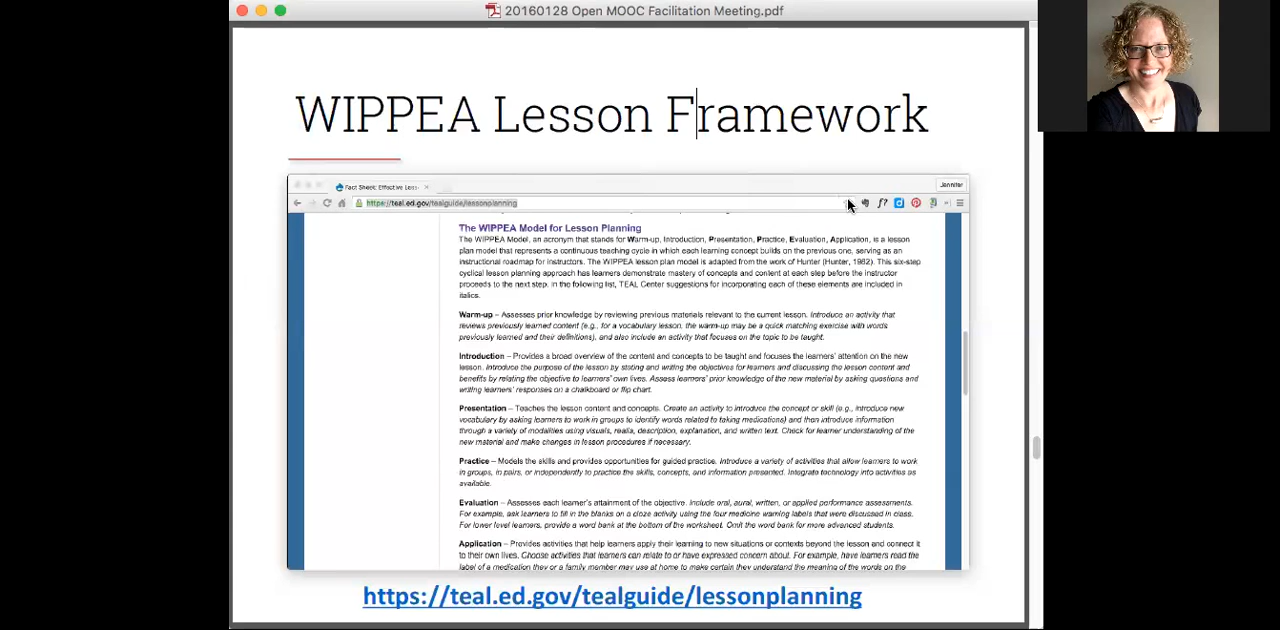 20160128 Open MOOC Facilitation Meeting.pdf
WIPPEA Lesson Framework
Fact Sheet: Effective Less
Jennifer
https://teal.ed.gov/tealguide/lessonplanning
f?
The WIPPEA Model for Lesson Planning
The WIPPEA Model, an acronym that stands for Warm-up, Introduction, Presentation, Practice, Evaluation, Application, is a lesson
plan model that represents a continuous teaching cycle in which each learning concept builds on the previous one, serving as an
instructional roadmap for instructors. The WIPPEA lesson plan model is adapted from the work of Hunter (Hunter, 1982). This six-step
cyclical lesson planning approach has learners demonstrate mastery of concepts and content at each step before the instructor
proceeds to the next step. In the following list, TEAL Center suggestions for incorporating each of these elements are included in
italics.
Warm-up – Assesses prior knowledge by reviewing previous materials relevant to the current lesson. Introduce an activity that
reviews previously learned content (e.g., for a vocabulary lesson, the warm-up may be a quick matching exercise with words
previously learned and their definitions), and also include an activity that focuses on the topic to be taught.
Introduction – Provides a broad overview of the content and concepts to be taught and focuses the learners' attention on the new
lesson. Introduce the purpose of the lesson by stating and writing the objectives for learners and discussing the lesson content and
benefits by relating the objective to learners' own lives. Assess learners' prior knowledge of the new material by asking questions and
writing learners' responses on a chalkboard or flip chart.
Presentation – Teaches the lesson content and concepts. Create an activity to introduce the concept or skill (e.g., introduce new
vocabulary by asking learners to work in groups to identify words related to taking medications) and then introduce information
through a variety of modalities using visuals, realia, description, explanation, and written text. Check for learner understanding of the
new material and make changes in lesson procedures if necessary.
Practice – Models the skills and provides opportunities for guided practice. Introduce a variety of activities that allow learners to work
in groups, in pairs, or independently to practice the skills, concepts, and information presented. Integrate technology into activities as
available.
Evaluation – Assesses each learner's attainment of the objective. Include oral, aural, written, or applied performance assessments.
For example, ask learners to fill in the blanks on a cloze activity using the four medicine warning labels that were discussed in class.
For lower level learners, provide a word bank at the bottom of the worksheet. Omit the word bank for more advanced students.
Application – Provides activities that help learners apply their learning to new situations or contexts beyond the lesson and connect it
to their own lives. Choose activities that learners can relate to or have expressed concern about. For example, have learners read the
label of a medication they or a family member may use at home to make certain they understand the meaning of the words on the
https://teal.ed.gov/tealguide/lessonplanning